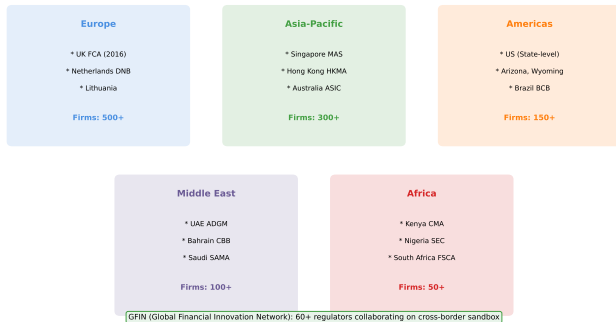 Europe
* UK FCA (2016)
* Netherlands DNB
* Lithuania
Firms: 500+
Asia-Pacific
* Singapore MAS
* Hong Kong HKMA
* Australia ASIC
Firms: 300+
Americas
* US (State-level)
* Arizona, Wyoming
* Brazil BCB
Firms: 150+
Middle East
* UAE ADGM
* Bahrain CBB
* Saudi SAMA
Firms: 100+
Africa
* Kenya CMA
* Nigeria SEC
* South Africa FSCA
Firms: 50+
GFIN (Global Financial Innovation Network): 60+ regulators collaborating on cross-border sandbox